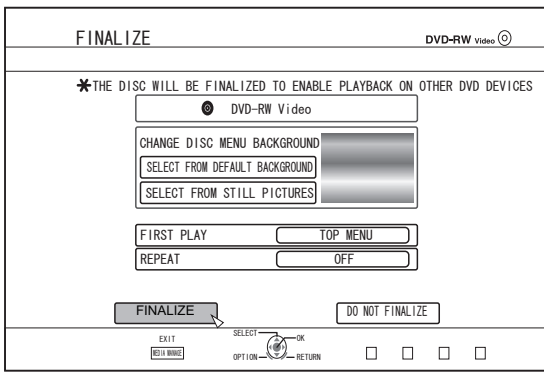 FINALIZE
DVD-RW Video
*THE DISC WILL BE FINALIZED TO ENABLE PLAYBACK ON OTHER DVD DEVICES
DVD-RW Video
CHANGE DISC MENU BACKGROUND
SELECT FROM DEFAULT BACKGROUND
SELECT FROM STILL PICTURES
FIRST PLAY TOP MENU
REPEAT OFF
FINALIZE DO NOT FINALIZE
EXIT
MEDIA MANAGE
SELECT OK
OPTION RETURN